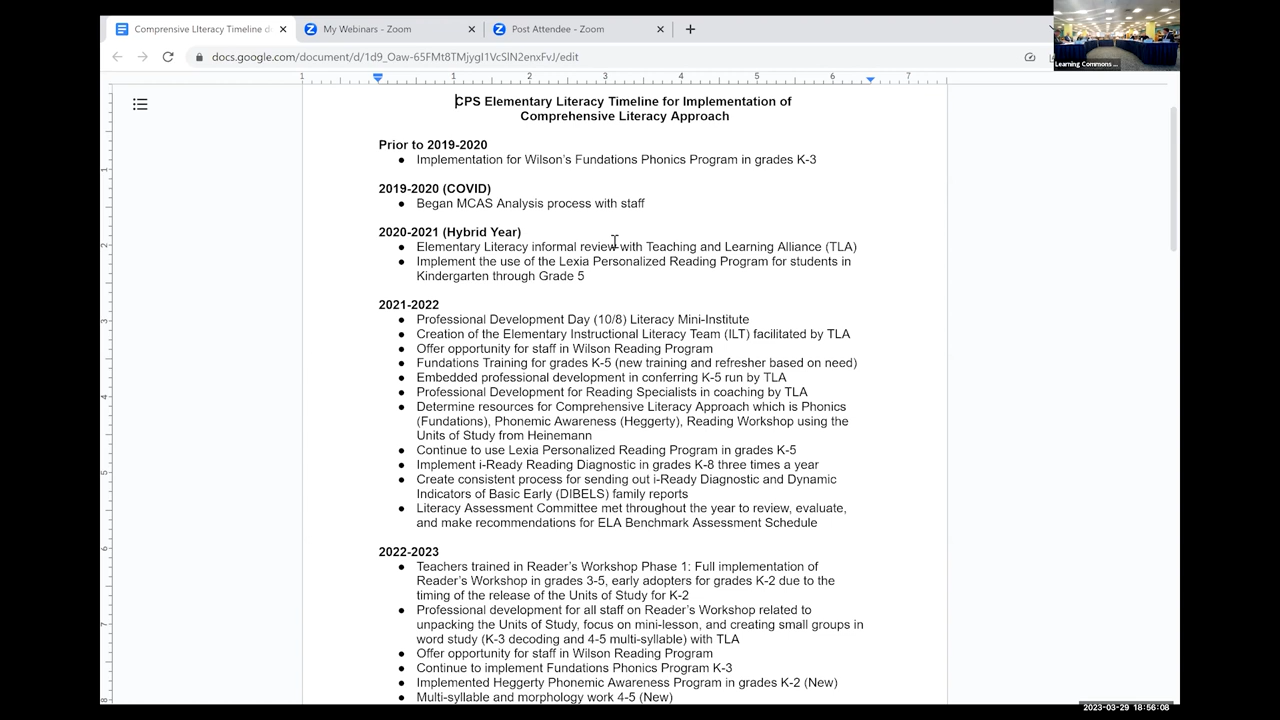 Comprensive LIteracy Timeline d
My Webinars - Zoom
Post Attendee - Zoom
docs.google.com/document/d/1d9_Oaw-65FMt8TMjygI1VcSlN2enxFvJ/edit
Learning Commons ...
1 1 2 3 4 5 6 7
CPS Elementary Literacy Timeline for Implementation of
Comprehensive Literacy Approach
Prior to 2019-2020
● Implementation for Wilson's Fundations Phonics Program in grades K-3
2019-2020 (COVID)
● Began MCAS Analysis process with staff
2020-2021 (Hybrid Year)
● Elementary Literacy informal review with Teaching and Learning Alliance (TLA)
● Implement the use of the Lexia Personalized Reading Program for students in
Kindergarten through Grade 5
2021-2022
● Professional Development Day (10/8) Literacy Mini-Institute
● Creation of the Elementary Instructional Literacy Team (ILT) facilitated by TLA
● Offer opportunity for staff in Wilson Reading Program
● Fundations Training for grades K-5 (new training and refresher based on need)
● Embedded professional development in conferring K-5 run by TLA
● Professional Development for Reading Specialists in coaching by TLA
● Determine resources for Comprehensive Literacy Approach which is Phonics
(Fundations), Phonemic Awareness (Heggerty), Reading Workshop using the
Units of Study from Heinemann
● Continue to use Lexia Personalized Reading Program in grades K-5
● Implement i-Ready Reading Diagnostic in grades K-8 three times a year
● Create consistent process for sending out i-Ready Diagnostic and Dynamic
Indicators of Basic Early (DIBELS) family reports
● Literacy Assessment Committee met throughout the year to review, evaluate,
and make recommendations for ELA Benchmark Assessment Schedule
2022-2023
● Teachers trained in Reader's Workshop Phase 1: Full implementation of
Reader's Workshop in grades 3-5, early adopters for grades K-2 due to the
timing of the release of the Units of Study for K-2
● Professional development for all staff on Reader's Workshop related to
unpacking the Units of Study, focus on mini-lesson, and creating small groups in
word study (K-3 decoding and 4-5 multi-syllable) with TLA
● Offer opportunity for staff in Wilson Reading Program
● Continue to implement Fundations Phonics Program K-3
● Implemented Heggerty Phonemic Awareness Program in grades K-2 (New)
● Multi-syllable and morphology work 4-5 (New)
2023-03-29 18:56:08